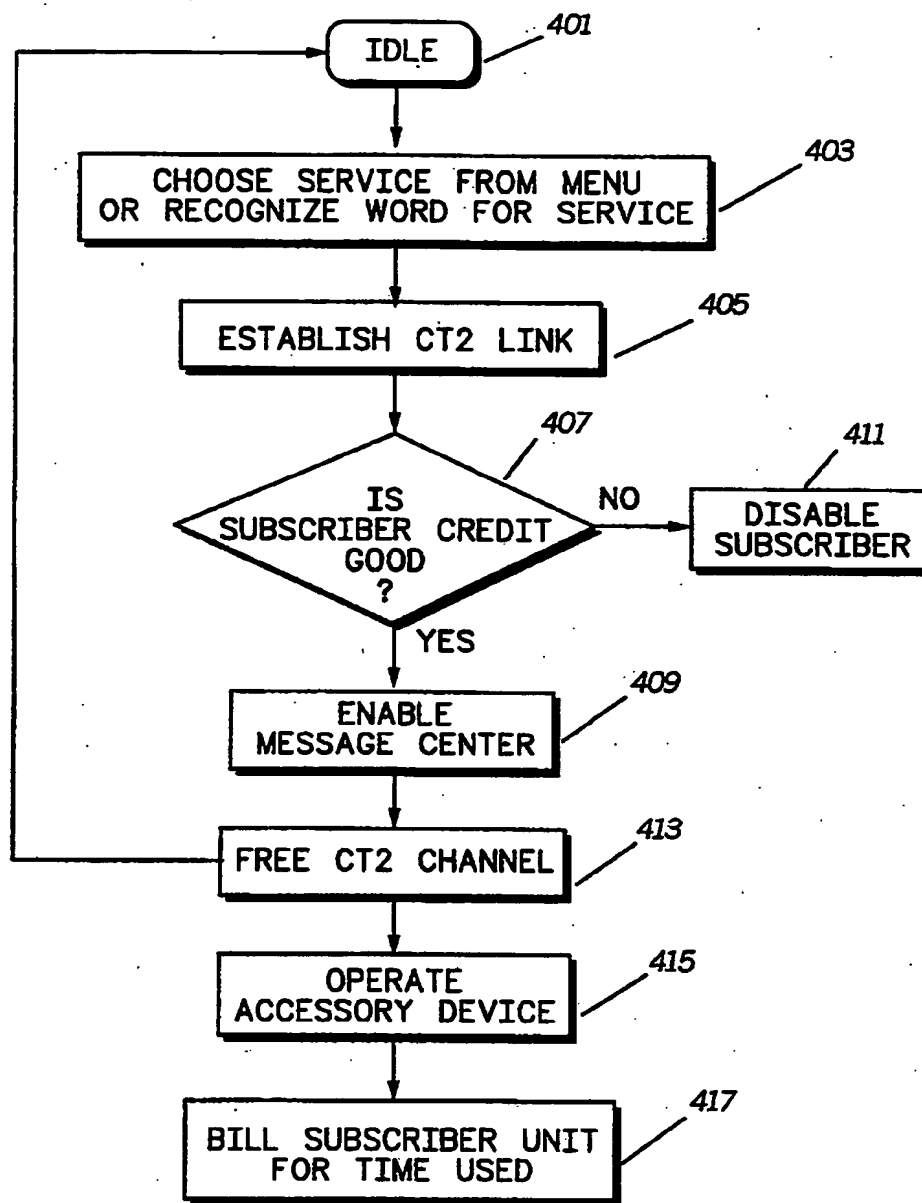 IDLE
401
CHOOSE SERVICE FROM MENU
OR RECOGNIZE WORD FOR SERVICE
403
ESTABLISH CT2 LINK
405
407
IS
SUBSCRIBER CREDIT
GOOD
?
NO
411
DISABLE
SUBSCRIBER
YES
ENABLE
MESSAGE CENTER
409
FREE CT2 CHANNEL
413
OPERATE
ACCESSORY DEVICE
415
BILL SUBSCRIBER UNIT
FOR TIME USED
417